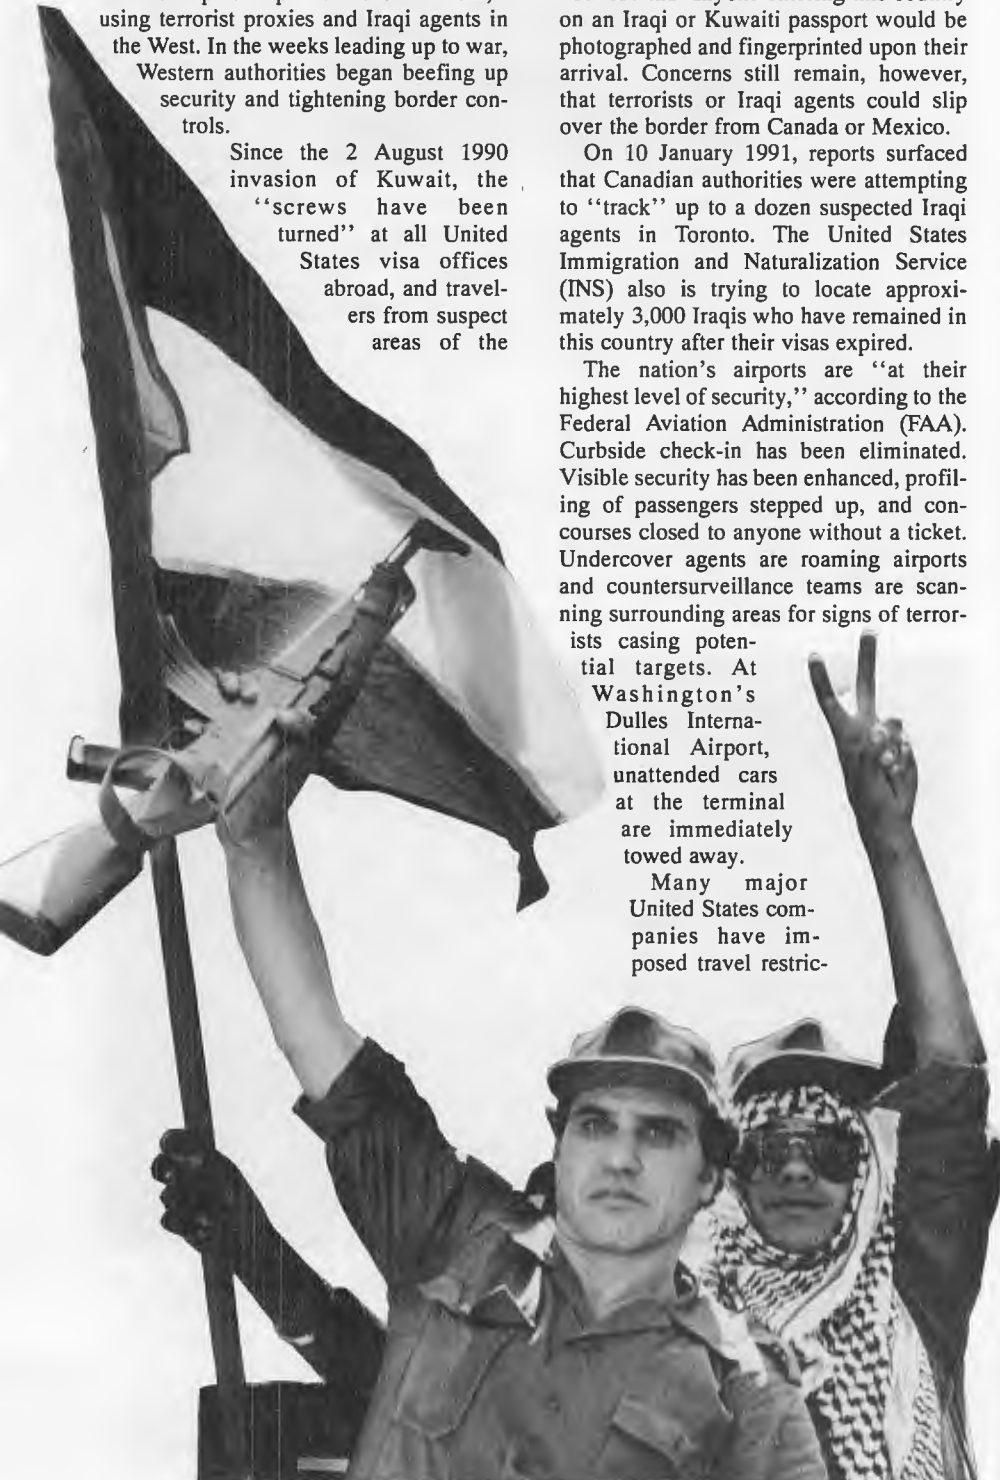 using terrorist proxies and Iraqi agents in
the West. In the weeks leading up to war,
Western authorities began beefing up
security and tightening border con-
trols.
Since the 2 August 1990
invasion of Kuwait, the
“screws have been
turned” at all United
States visa offices
abroad, and travel-
ers from suspect
areas of the
on an Iraqi or Kuwaiti passport would be
photographed and fingerprinted upon their
arrival. Concerns still remain, however,
that terrorists or Iraqi agents could slip
over the border from Canada or Mexico.
On 10 January 1991, reports surfaced
that Canadian authorities were attempting
to “track” up to a dozen suspected Iraqi
agents in Toronto. The United States
Immigration and Naturalization Service
(INS) also is trying to locate approxi-
mately 3,000 Iraqis who have remained in
this country after their visas expired.
The nation’s airports are “at their
highest level of security,” according to the
Federal Aviation Administration (FAA).
Curbside check-in has been eliminated.
Visible security has been enhanced, profil-
ing of passengers stepped up, and con-
courses closed to anyone without a ticket.
Undercover agents are roaming airports
and countersurveillance teams are scan-
ning surrounding areas for signs of terror-
ists casing poten-
tial targets. At
Washington’s
Dulles Interna-
tional Airport,
unattended cars
at the terminal
are immediately
towed away.
Many major
United States com-
panies have im-
posed travel restric-